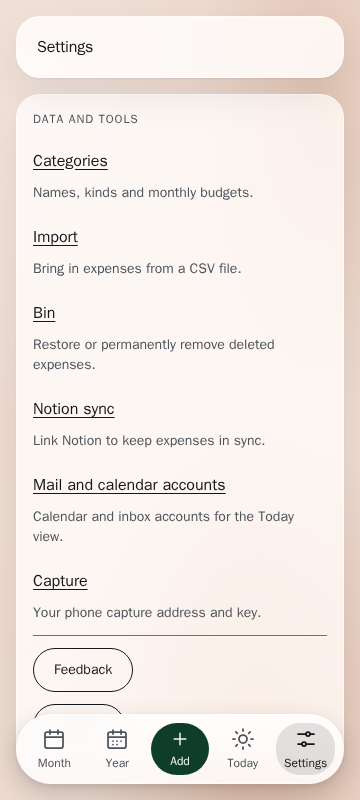 Settings
DATA AND TOOLS
Categories
Names, kinds and monthly budgets.
Import
Bring in expenses from a CSV file.
Bin
Restore or permanently remove deleted
expenses.
Notion sync
Link Notion to keep expenses in sync.
Mail and calendar accounts
Calendar and inbox accounts for the Today
view.
Capture
Your phone capture address and key.
Feedback
Month
Year
Add
Today
Settings